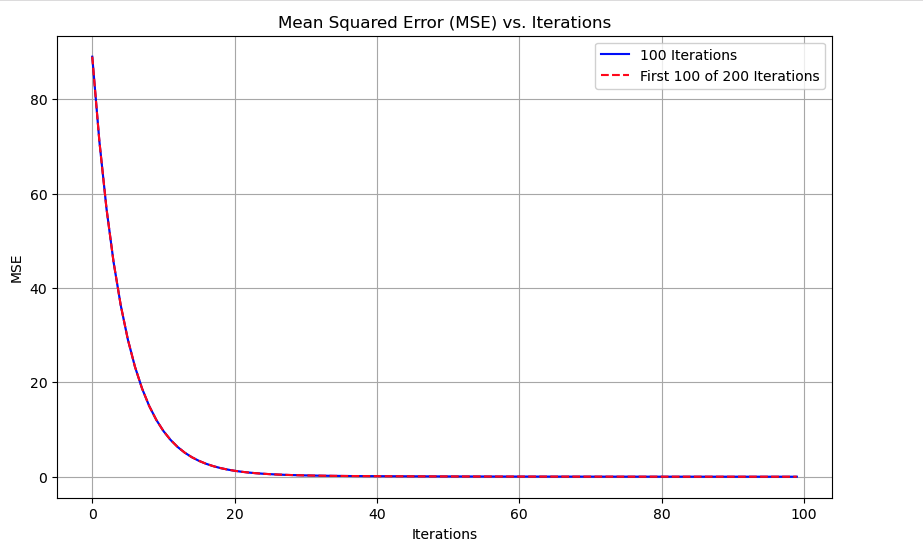 Mean Squared Error (MSE) vs. Iterations
100 Iterations
First 100 of 200 Iterations
MSE
80
60
40
20
0
0 20 40 60 80 100
Iterations